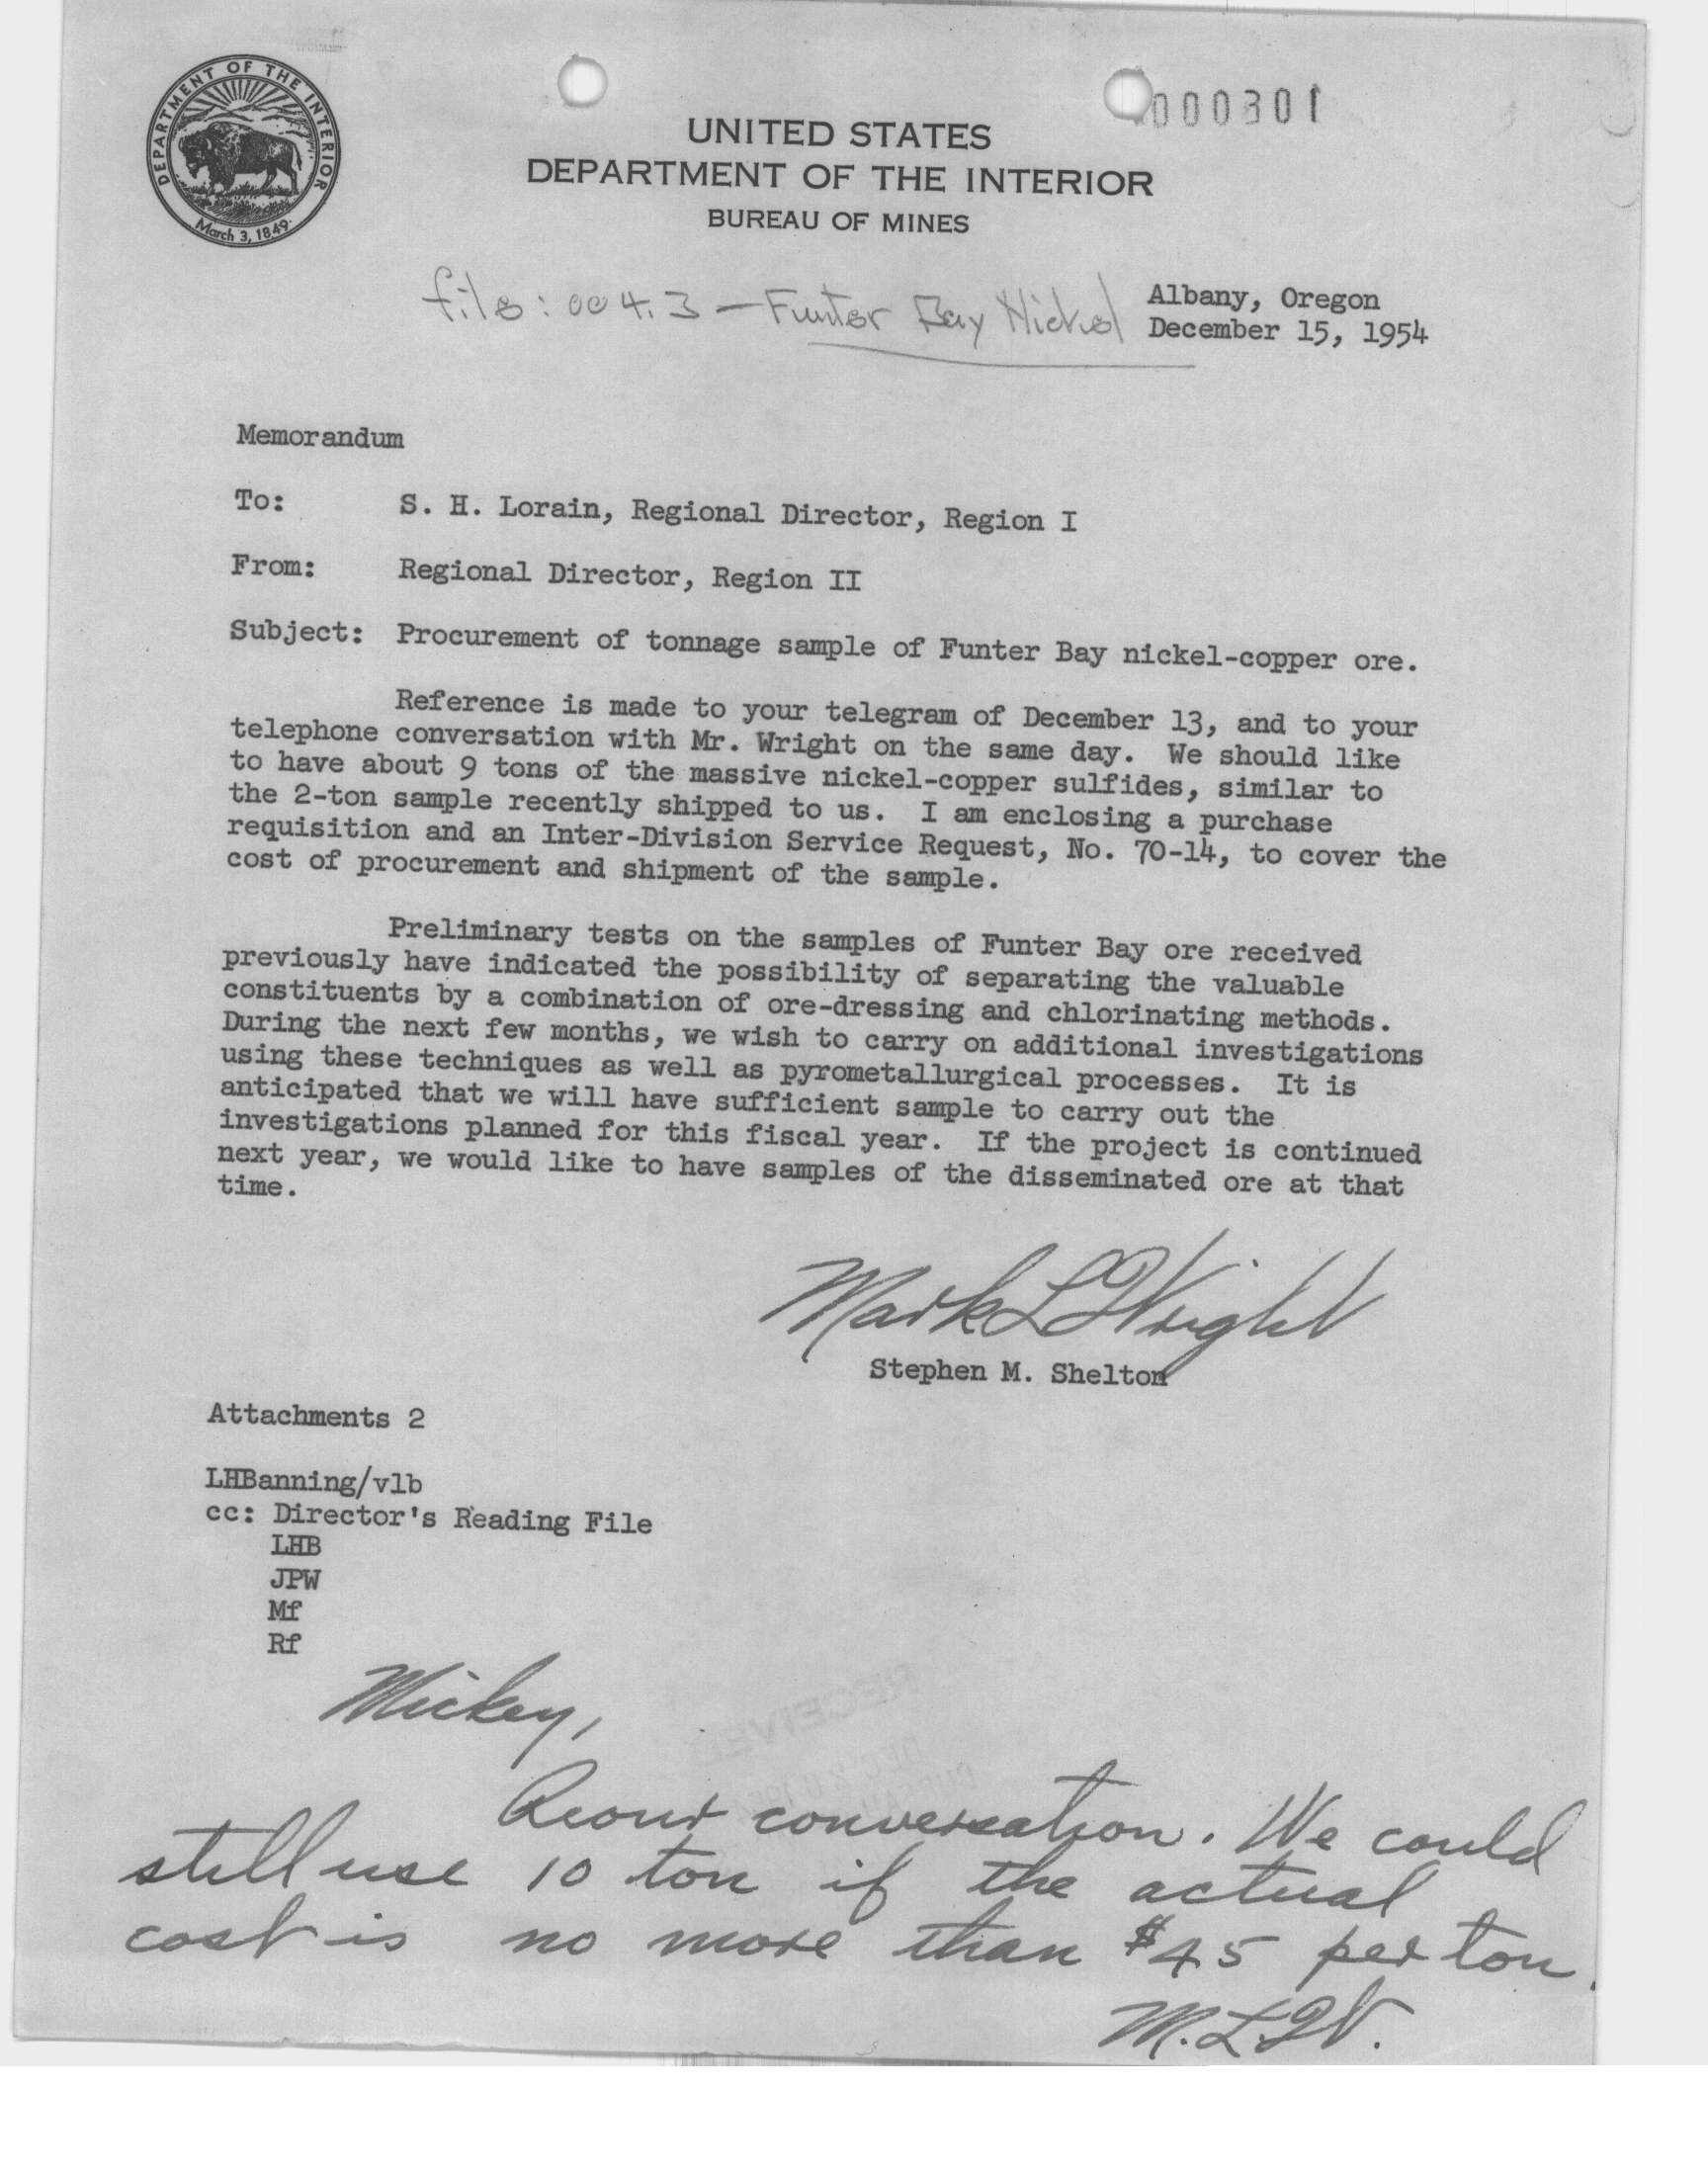 DEPARTMENT OF THE INTERIOR
March 3, 1849
000301
UNITED STATES
DEPARTMENT OF THE INTERIOR
BUREAU OF MINES
file: 004.3 — Funter Bay Nickel
Albany, Oregon
December 15, 1954
Memorandum
To: S. H. Lorain, Regional Director, Region I
From: Regional Director, Region II
Subject: Procurement of tonnage sample of Funter Bay nickel-copper ore.
Reference is made to your telegram of December 13, and to your
telephone conversation with Mr. Wright on the same day. We should like
to have about 9 tons of the massive nickel-copper sulfides, similar to
the 2-ton sample recently shipped to us. I am enclosing a purchase
requisition and an Inter-Division Service Request, No. 70-14, to cover the
cost of procurement and shipment of the sample.
Preliminary tests on the samples of Funter Bay ore received
previously have indicated the possibility of separating the valuable
constituents by a combination of ore-dressing and chlorinating methods.
During the next few months, we wish to carry on additional investigations
using these techniques as well as pyrometallurgical processes. It is
anticipated that we will have sufficient sample to carry out the
investigations planned for this fiscal year. If the project is continued
next year, we would like to have samples of the disseminated ore at that
time.
Mark L Wright
Stephen M. Shelton
Attachments 2
LHBanning/vlb
cc: Director's Reading File
LHB
JPW
Mf
Rf
Mickey,
conversation. We could
still use 10 ton if the actual
cost is no more than $45 per ton.
M.L.W.
RECEIVED